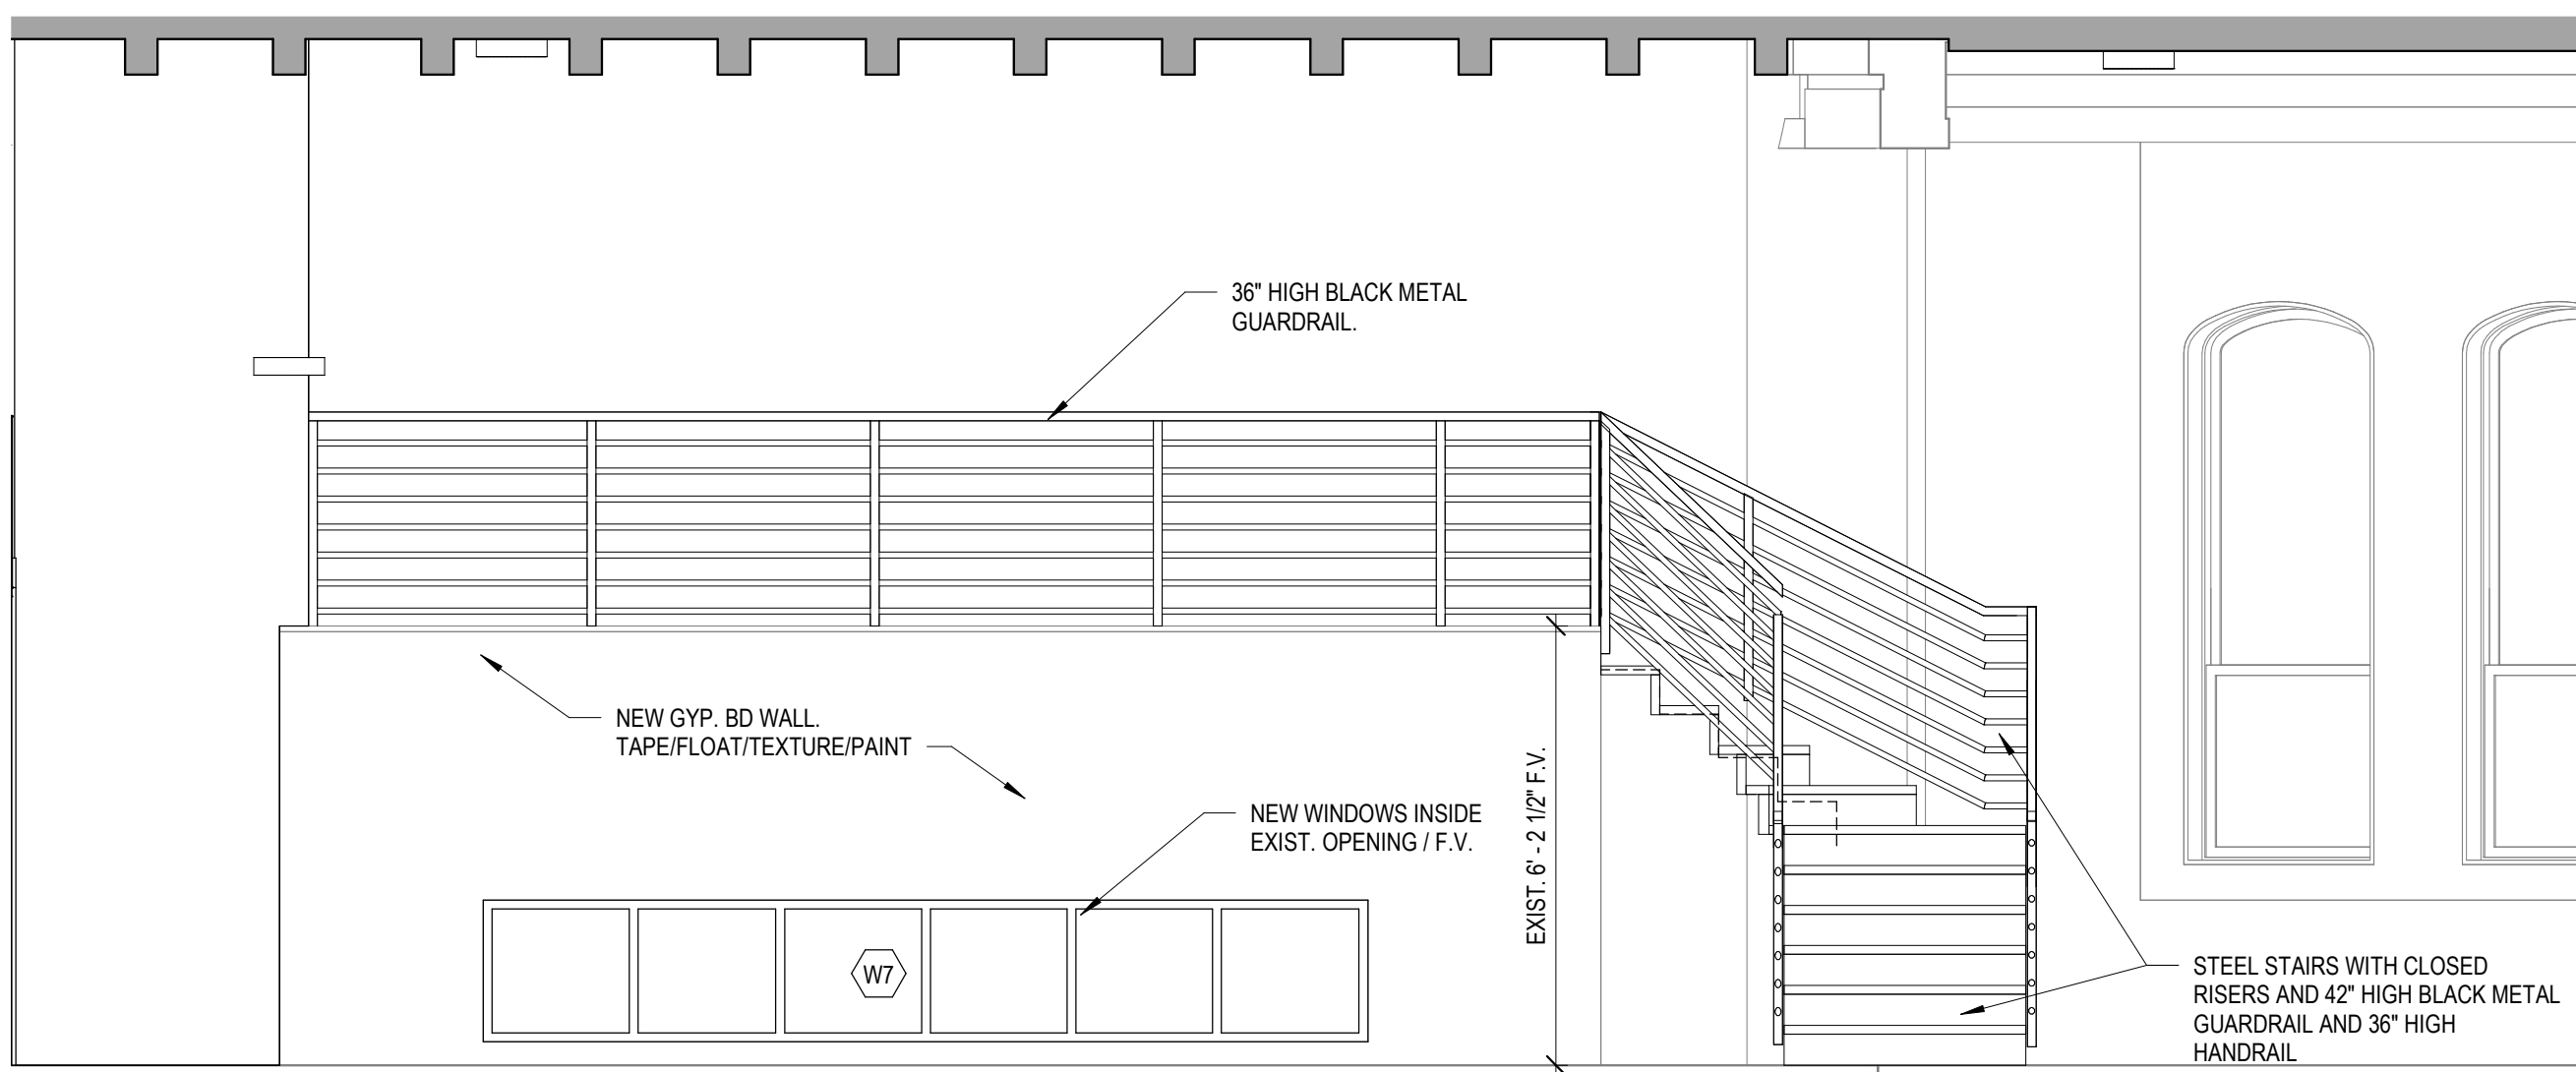 36" HIGH BLACK METAL
GUARDRAIL.
NEW GYP. BD WALL.
TAPE/FLOAT/TEXTURE/PAINT
NEW WINDOWS INSIDE
EXIST. OPENING / F.V.
EXIST. 6' - 2 1/2" F.V.
W7
STEEL STAIRS WITH CLOSED
RISERS AND 42" HIGH BLACK METAL
GUARDRAIL AND 36" HIGH
HANDRAIL